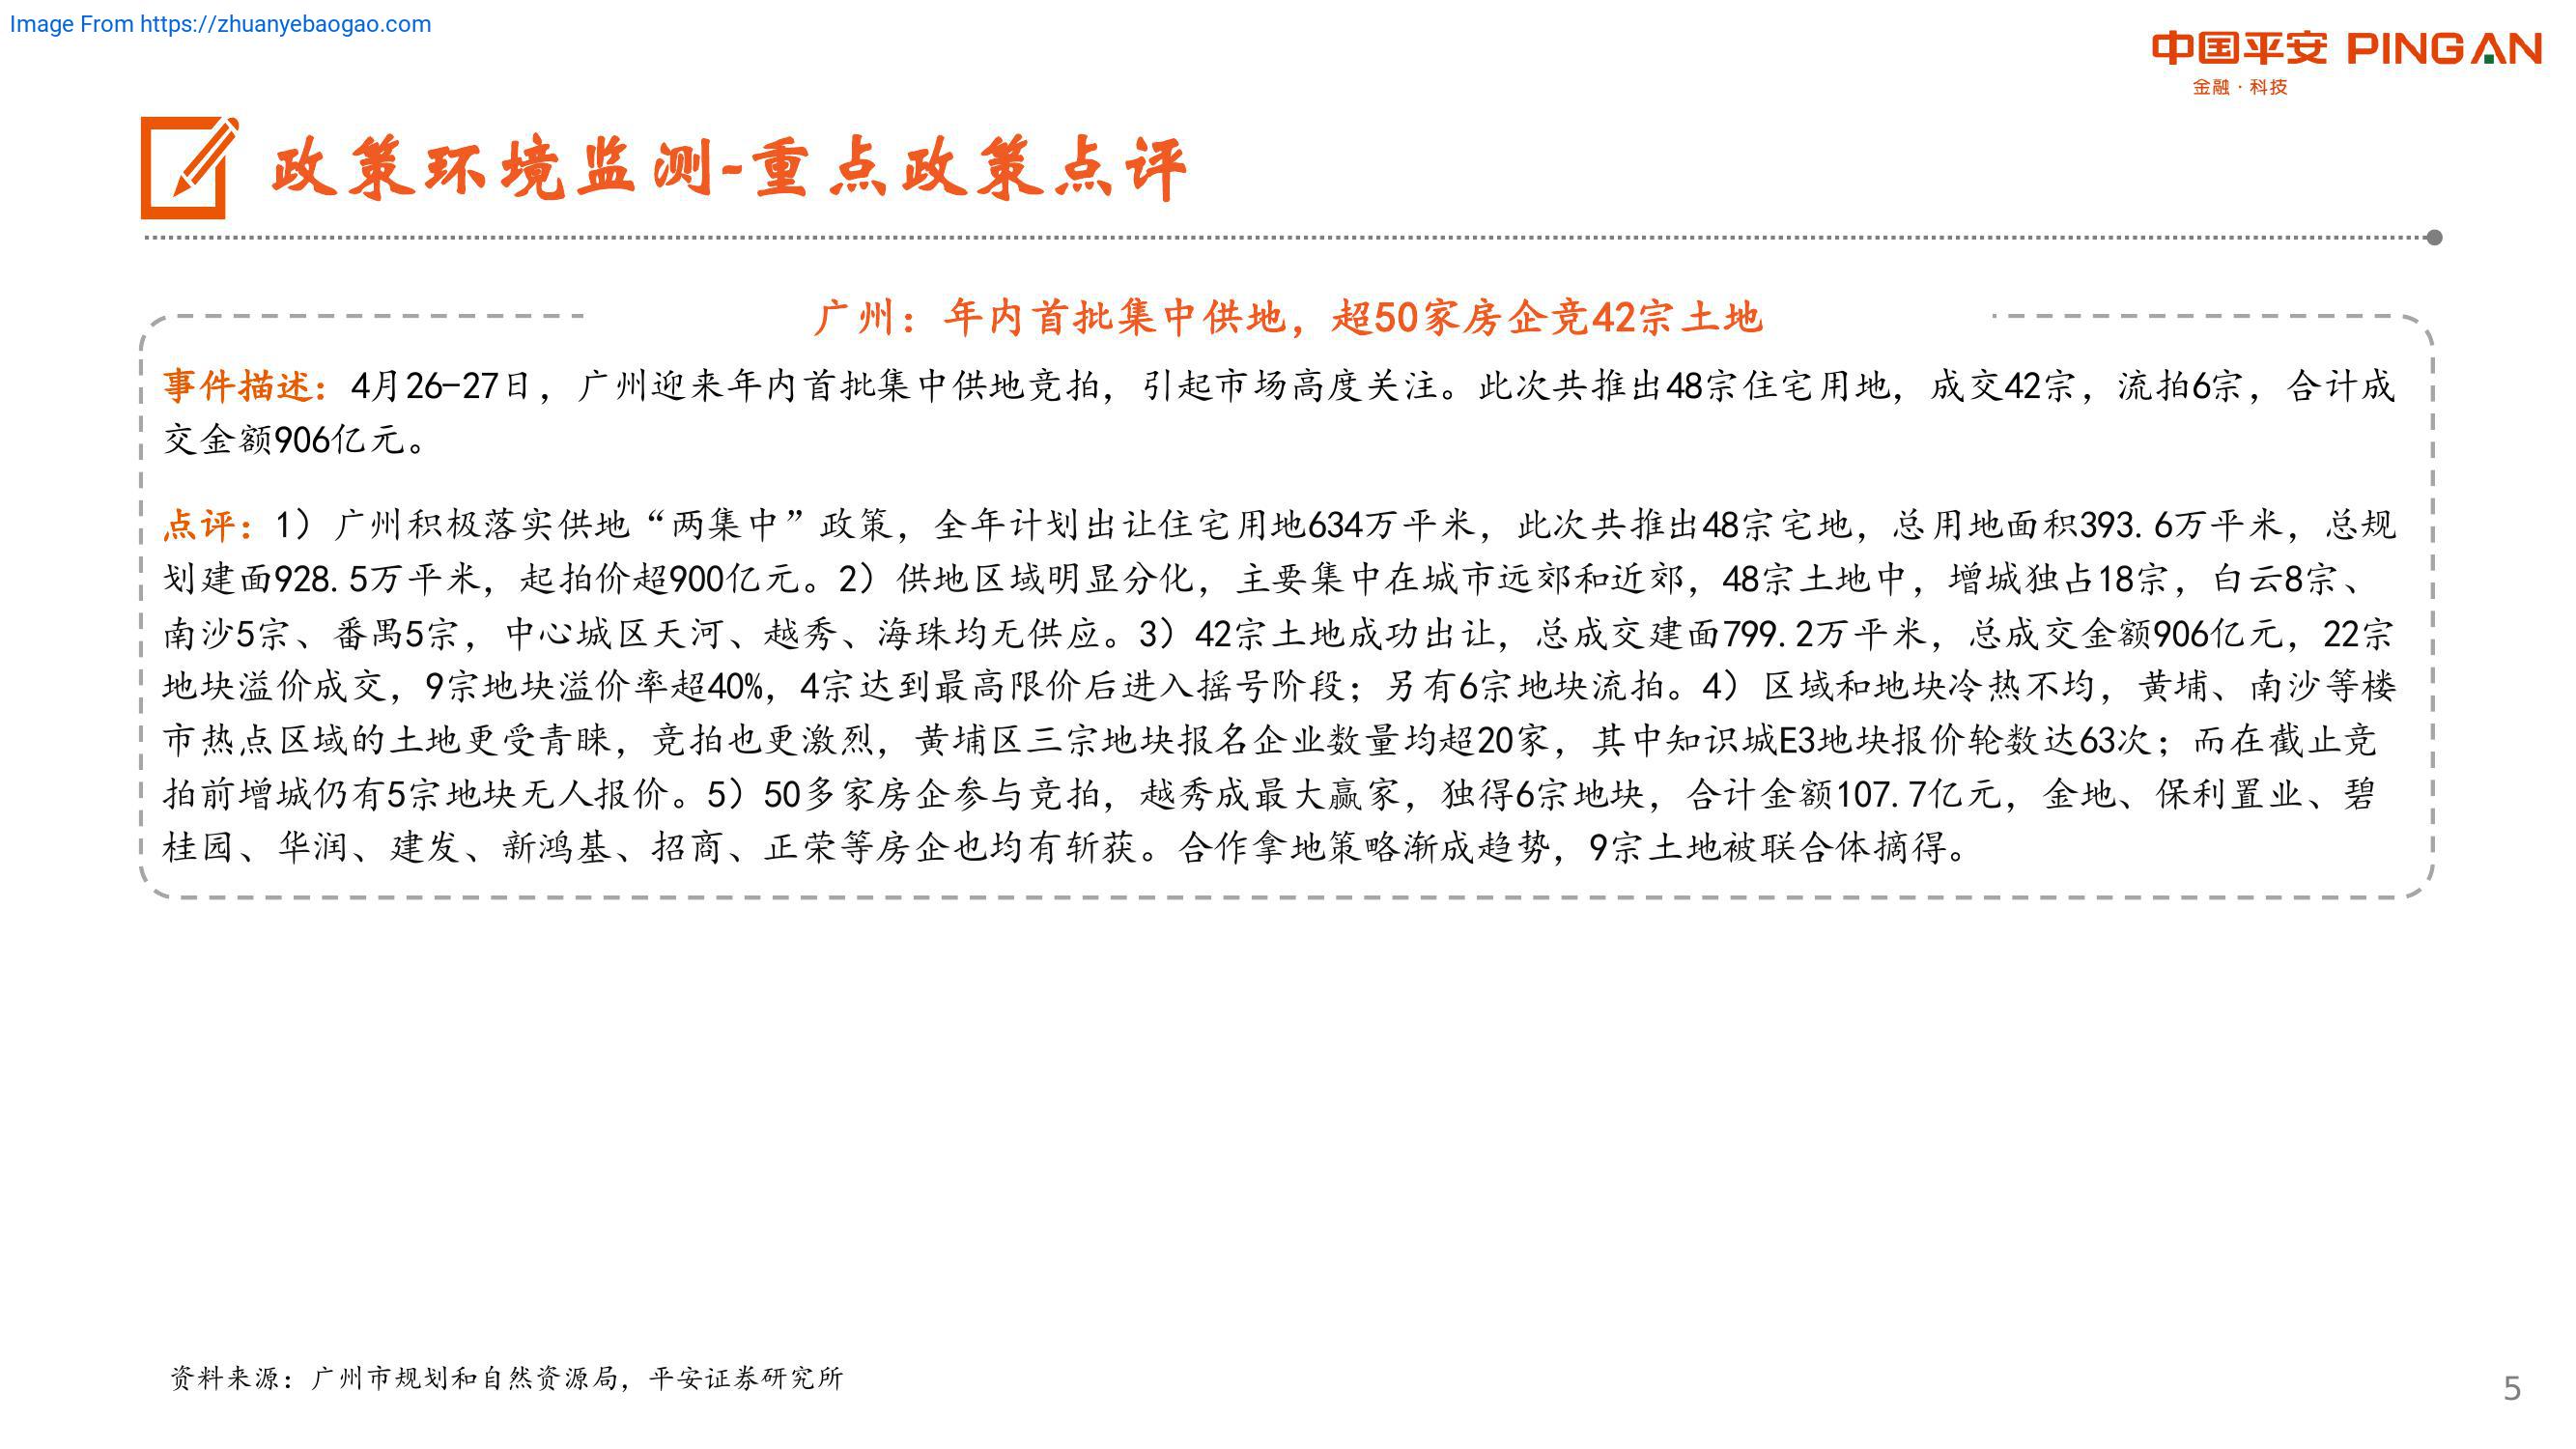 Image From https://zhuanyebaogao.com
中国平安 PINGAN
金融·科技
政策环境监测-重点政策点评
广州：年内首批集中供地，超50家房企竞42宗土地
事件描述：4月26-27日，广州迎来年内首批集中供地竞拍，引起市场高度关注。此次共推出48宗住宅用地，成交42宗，流拍6宗，合计成
交金额906亿元。
点评：1）广州积极落实供地“两集中”政策，全年计划出让住宅用地634万平米，此次共推出48宗宅地，总用地面积393.6万平米，总规
划建面928.5万平米，起拍价超900亿元。2）供地区域明显分化，主要集中在城市远郊和近郊，48宗土地中，增城独占18宗，白云8宗、
南沙5宗、番禺5宗，中心城区天河、越秀、海珠均无供应。3）42宗土地成功出让，总成交建面799.2万平米，总成交金额906亿元，22宗
地块溢价成交，9宗地块溢价率超40%，4宗达到最高限价后进入摇号阶段；另有6宗地块流拍。4）区域和地块冷热不均，黄埔、南沙等楼
市热点区域的土地更受青睐，竞拍也更激烈，黄埔区三宗地块报名企业数量均超20家，其中知识城E3地块报价轮数达63次；而在截止竞
拍前增城仍有5宗地块无人报价。5）50多家房企参与竞拍，越秀成最大赢家，独得6宗地块，合计金额107.7亿元，金地、保利置业、碧
桂园、华润、建发、新鸿基、招商、正荣等房企也均有斩获。合作拿地策略渐成趋势，9宗土地被联合体摘得。
资料来源：广州市规划和自然资源局，平安证券研究所
5